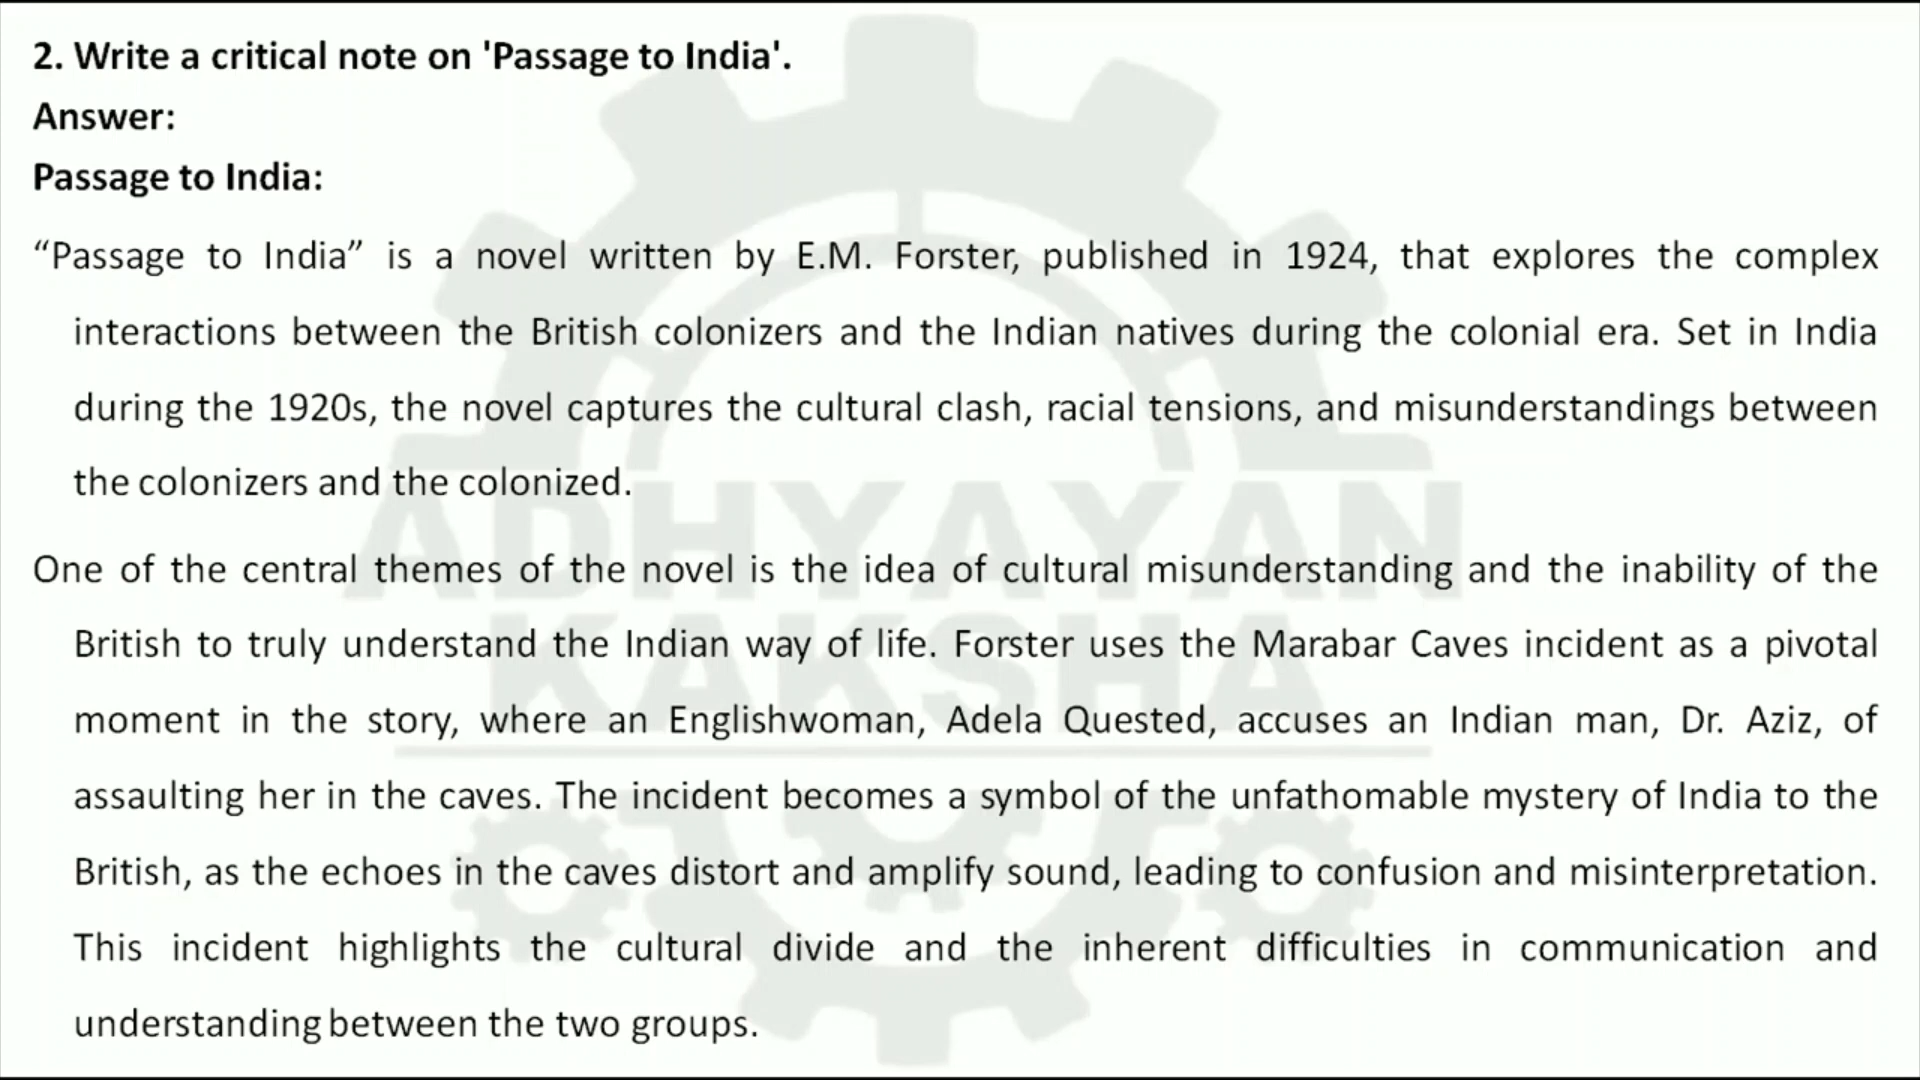 2. Write a critical note on 'Passage to India'.
Answer:
Passage to India:
“Passage to India” is a novel written by E.M. Forster, published in 1924, that explores the complex
interactions between the British colonizers and the Indian natives during the colonial era. Set in India
during the 1920s, the novel captures the cultural clash, racial tensions, and misunderstandings between
the colonizers and the colonized.
One of the central themes of the novel is the idea of cultural misunderstanding and the inability of the
British to truly understand the Indian way of life. Forster uses the Marabar Caves incident as a pivotal
moment in the story, where an Englishwoman, Adela Quested, accuses an Indian man, Dr. Aziz, of
assaulting her in the caves. The incident becomes a symbol of the unfathomable mystery of India to the
British, as the echoes in the caves distort and amplify sound, leading to confusion and misinterpretation.
This incident highlights the cultural divide and the inherent difficulties in communication and
understanding between the two groups.
ADHYAYAN
KAKSHA